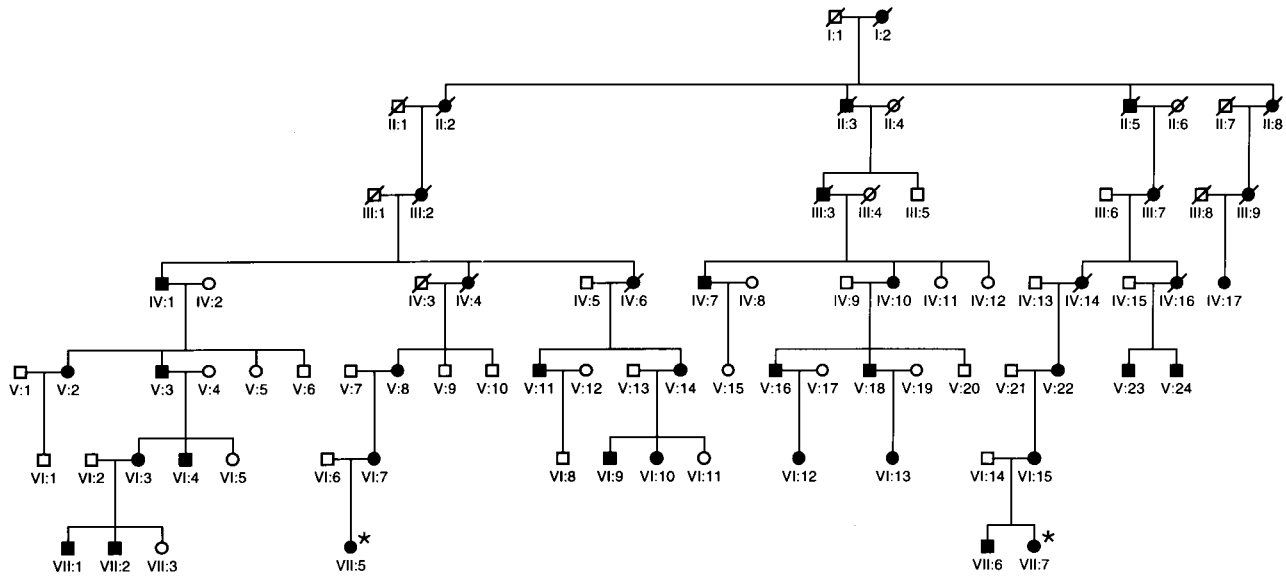 I:1 I:2
II:1 II:2 II:3 II:4 II:5 II:6 II:7 II:8
III:1 III:2 III:3 III:4 III:5 III:6 III:7 III:8 III:9
IV:1 IV:2 IV:3 IV:4 IV:5 IV:6 IV:7 IV:8 IV:9 IV:10 IV:11 IV:12 IV:13 IV:14 IV:15 IV:16 IV:17
V:1 V:2 V:3 V:4 V:5 V:6 V:7 V:8 V:9 V:10 V:11 V:12 V:13 V:14 V:15 V:16 V:17 V:18 V:19 V:20 V:21 V:22 V:23 V:24
VI:1 VI:2 VI:3 VI:4 VI:5 VI:6 VI:7 VI:8 VI:9 VI:10 VI:11 VI:12 VI:13 VI:14 VI:15
* *
VII:1 VII:2 VII:3 VII:5 VII:6 VII:7